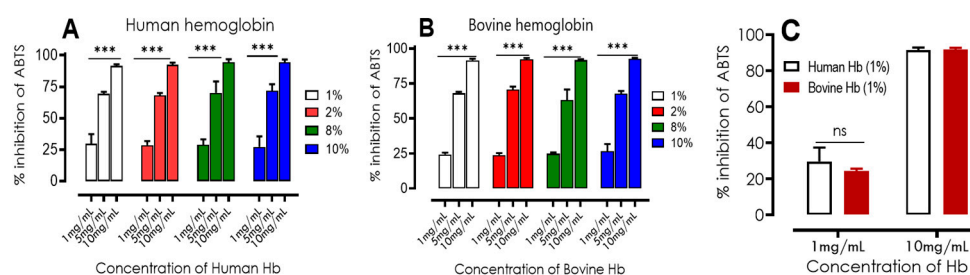 A Human hemoglobin
% inhibition of ABTS
100
75
50
25
0
*** *** *** ***
1%
2%
8%
10%
1mg/mL 5mg/mL 10mg/mL 1mg/mL 5mg/mL 10mg/mL 1mg/mL 5mg/mL 10mg/mL 1mg/mL 5mg/mL 10mg/mL
Concentration of Human Hb
B Bovine hemoglobin
% inhibition of ABTS
100
75
50
25
0
*** *** *** ***
1%
2%
8%
10%
1mg/mL 5mg/mL 10mg/mL 1mg/mL 5mg/mL 10mg/mL 1mg/mL 5mg/mL 10mg/mL 1mg/mL 5mg/mL 10mg/mL
Concentration of Bovine Hb
C
% inhibition of ABTS
100
80
60
40
20
0
Human Hb (1%)
Bovine Hb (1%)
ns
1mg/mL 10mg/mL
Concentration of Hb